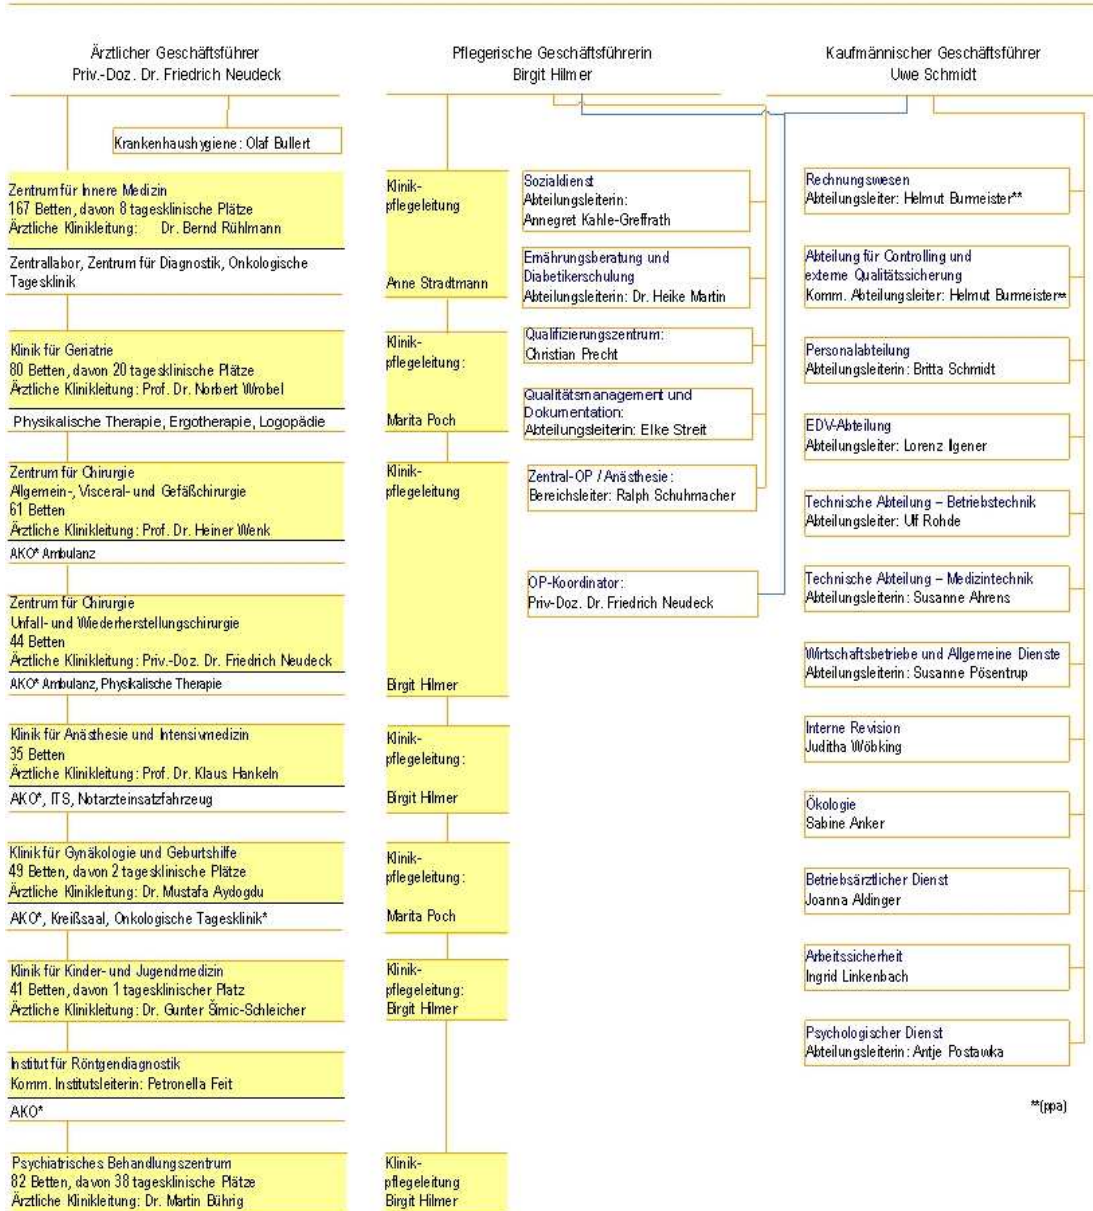 Ärztlicher Geschäftsführer
Priv.-Doz. Dr. Friedrich Neudeck
Krankenhaushygiene: Olaf Bullert
Zentrum für Innere Medizin
167 Betten, davon 8 tagesklinische Plätze
Ärztliche Klinikleitung: Dr. Bernd Rühlmann
Zentrallabor, Zentrum für Diagnostik, Onkologische
Tagesklinik
Klinik für Geriatrie
80 Betten, davon 20 tagesklinische Plätze
Ärztliche Klinikleitung: Prof. Dr. Norbert Wrobel
Physikalische Therapie, Ergotherapie, Logopädie
Zentrum für Chirurgie
Allgemein-, Visceral- und Gefäßchirurgie
61 Betten
Ärztliche Klinikleitung: Prof. Dr. Heiner Wenk
AKO* Ambulanz
Zentrum für Chirurgie
Unfall- und Wiederherstellungschirurgie
44 Betten
Ärztliche Klinikleitung: Priv.-Doz. Dr. Friedrich Neudeck
AKO* Ambulanz, Physikalische Therapie
Klinik für Anästhesie und Intensivmedizin
35 Betten
Ärztliche Klinikleitung: Prof. Dr. Klaus Hankeln
AKO*, ITS, Notarzteinsatzfahrzeug
Klinik für Gynäkologie und Geburtshilfe
49 Betten, davon 2 tagesklinische Plätze
Ärztliche Klinikleitung: Dr. Mustafa Aydogdu
AKO*, Kreißsaal, Onkologische Tagesklinik*
Klinik für Kinder- und Jugendmedizin
41 Betten, davon 1 tagesklinischer Platz
Ärztliche Klinikleitung: Dr. Gunter Šimic-Schleicher
Institut für Röntgendiagnostik
Komm. Institutsleiterin: Petronella Feit
AKO*
Psychiatrisches Behandlungszentrum
82 Betten, davon 38 tagesklinische Plätze
Ärztliche Klinikleitung: Dr. Martin Bührig
Pflegerische Geschäftsführerin
Birgit Hilmer
Klinik-
pflegeleitung
Anne Stradtmann
Klinik-
pflegeleitung:
Marita Poch
Klinik-
pflegeleitung
Birgit Hilmer
Klinik-
pflegeleitung:
Birgit Hilmer
Klinik-
pflegeleitung:
Marita Poch
Klinik-
pflegeleitung:
Birgit Hilmer
Klinik-
pflegeleitung
Birgit Hilmer
Sozialdienst
Abteilungsleiterin:
Annegret Kahle-Greffrath
Ernährungsberatung und
Diabetikerschulung
Abteilungsleiterin: Dr. Heike Martin
Qualifizierungszentrum:
Christian Precht
Qualitätsmanagement und
Dokumentation:
Abteilungsleiterin: Elke Streit
Zentral-OP / Anästhesie:
Bereichsleiter: Ralph Schuhmacher
OP-Koordinator:
Priv-Doz. Dr. Friedrich Neudeck
Kaufmännischer Geschäftsführer
Uwe Schmidt
Rechnungswesen
Abteilungsleiter: Helmut Burmeister**
Abteilung für Controlling und
externe Qualitätssicherung
Komm. Abteilungsleiter: Helmut Burmeister**
Personalabteilung
Abteilungsleiterin: Britta Schmidt
EDV-Abteilung
Abteilungsleiter: Lorenz Ilgener
Technische Abteilung – Betriebstechnik
Abteilungsleiter: Ulf Rohde
Technische Abteilung – Medizintechnik
Abteilungsleiterin: Susanne Ahrens
Wirtschaftsbetriebe und Allgemeine Dienste
Abteilungsleiterin: Susanne Pösentrup
Interne Revision
Juditha Wöbking
Ökologie
Sabine Anker
Betriebsärztlicher Dienst
Joanna Aldinger
Arbeitssicherheit
Ingrid Linkenbach
Psychologischer Dienst
Abteilungsleiterin: Antje Postawka
**(ppa)